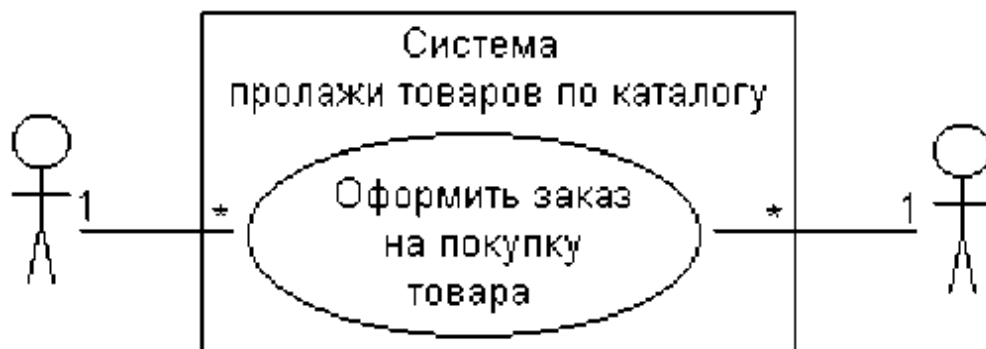 Система
пролажи товаров по каталогу
1 * Оформить заказ * 1
на покупку
товара